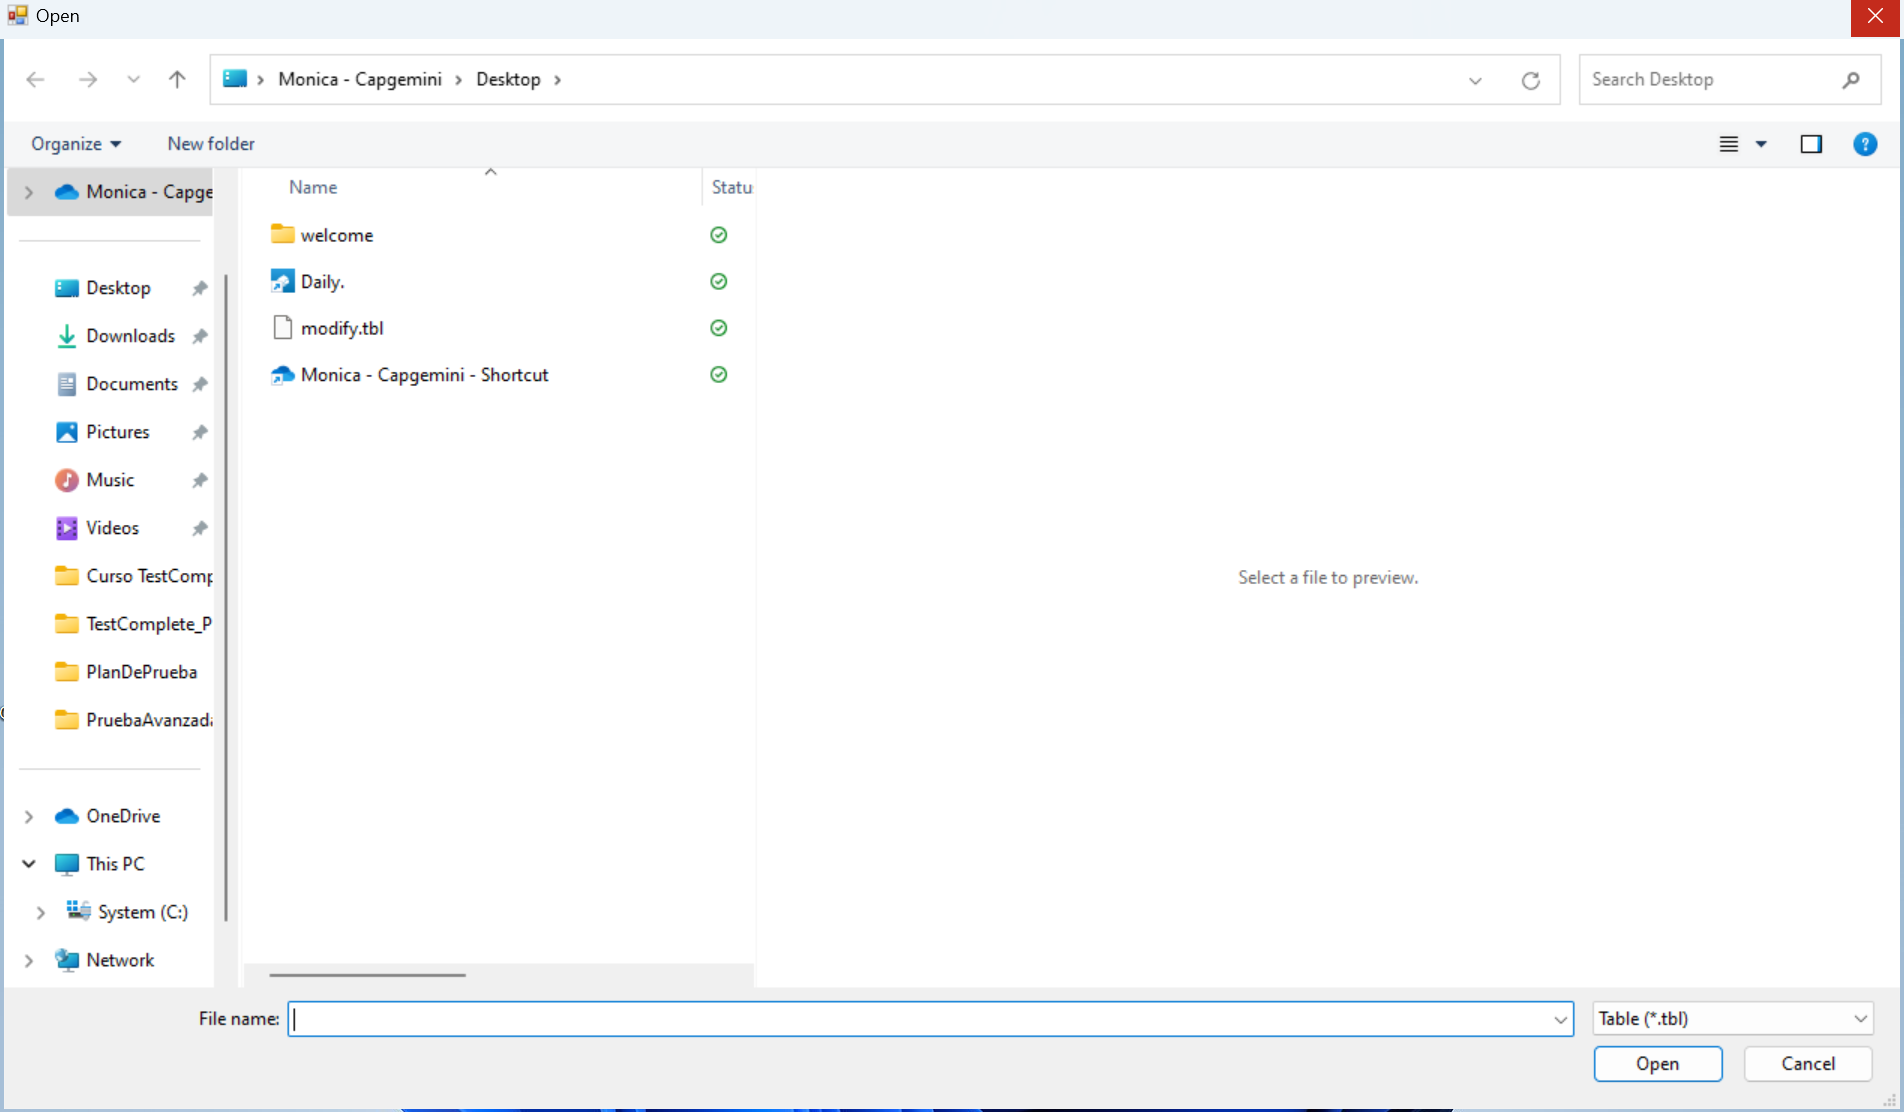 Open
Monica - Capgemini > Desktop >
Search Desktop
Organize
New folder
Monica - Capge
Desktop
Downloads
Documents
Pictures
Music
Videos
Curso TestComp
TestComplete_P
PlanDePrueba
PruebaAvanzada
OneDrive
This PC
System (C:)
Network
Name
Statu
welcome
Daily.
modify.tbl
Monica - Capgemini - Shortcut
Select a file to preview.
File name:
Table (*.tbl)
Open
Cancel